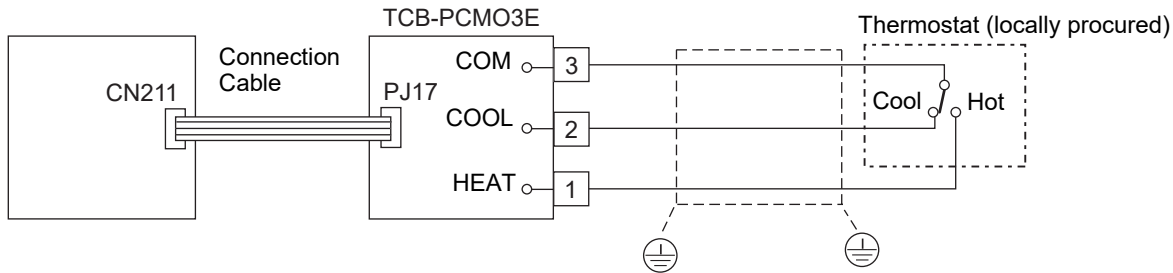 TCB-PCMO3E
Thermostat (locally procured)
Connection
Cable
COM
3
CN211
PJ17
Cool
Hot
COOL
2
HEAT
1